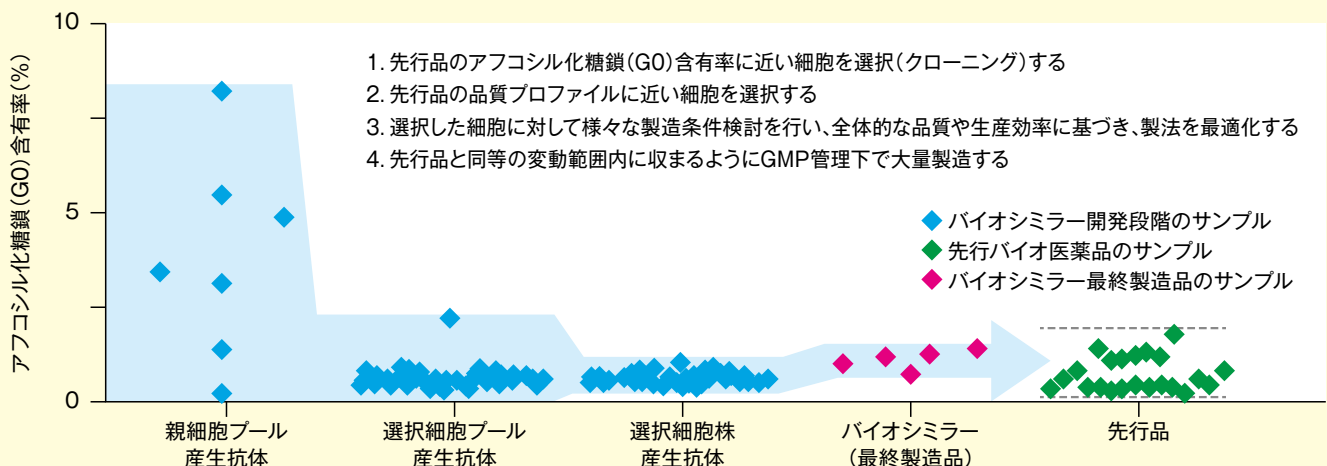 アフコシル化糖鎖(G0)含有率(%)
10
5
0
1. 先行品のアフコシル化糖鎖(G0)含有率に近い細胞を選択(クローニング)する
2. 先行品の品質プロファイルに近い細胞を選択する
3. 選択した細胞に対して様々な製造条件検討を行い、全体的な品質や生産効率に基づき、製法を最適化する
4. 先行品と同等の変動範囲内に収まるようにGMP管理下で大量製造する
バイオシミラー開発段階のサンプル
先行バイオ医薬品のサンプル
バイオシミラー最終製造品のサンプル
親細胞プール
産生抗体
選択細胞プール
産生抗体
選択細胞株
産生抗体
バイオシミラー
(最終製造品)
先行品